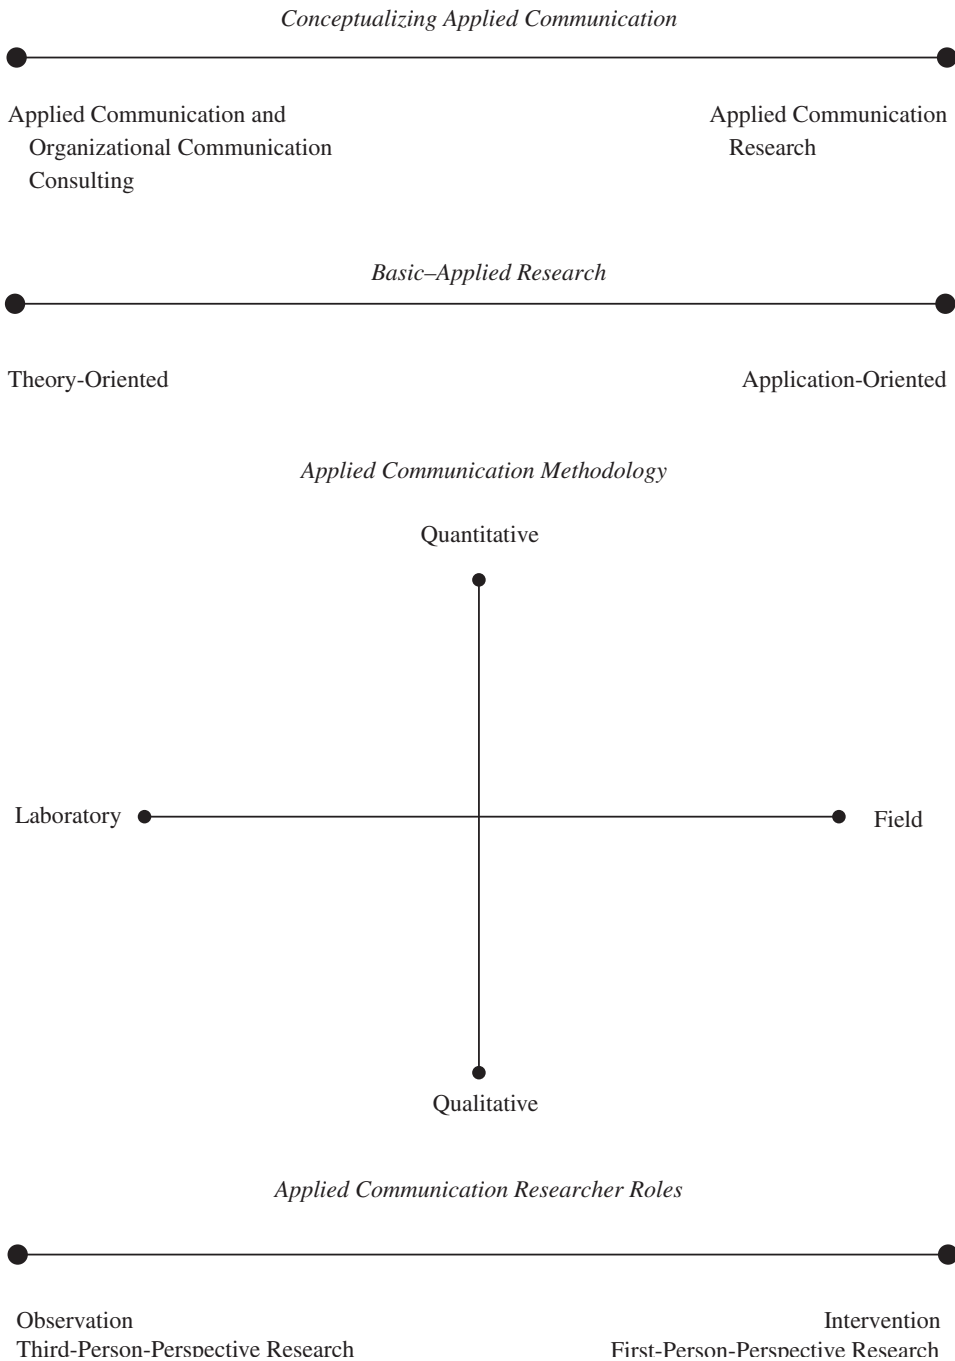 Conceptualizing Applied Communication
Applied Communication and
Organizational Communication
Consulting
Applied Communication
Research
Basic–Applied Research
Theory-Oriented
Application-Oriented
Applied Communication Methodology
Quantitative
Laboratory
Field
Qualitative
Applied Communication Researcher Roles
Observation
Third-Person-Perspective Research
Intervention
First-Person-Perspective Research